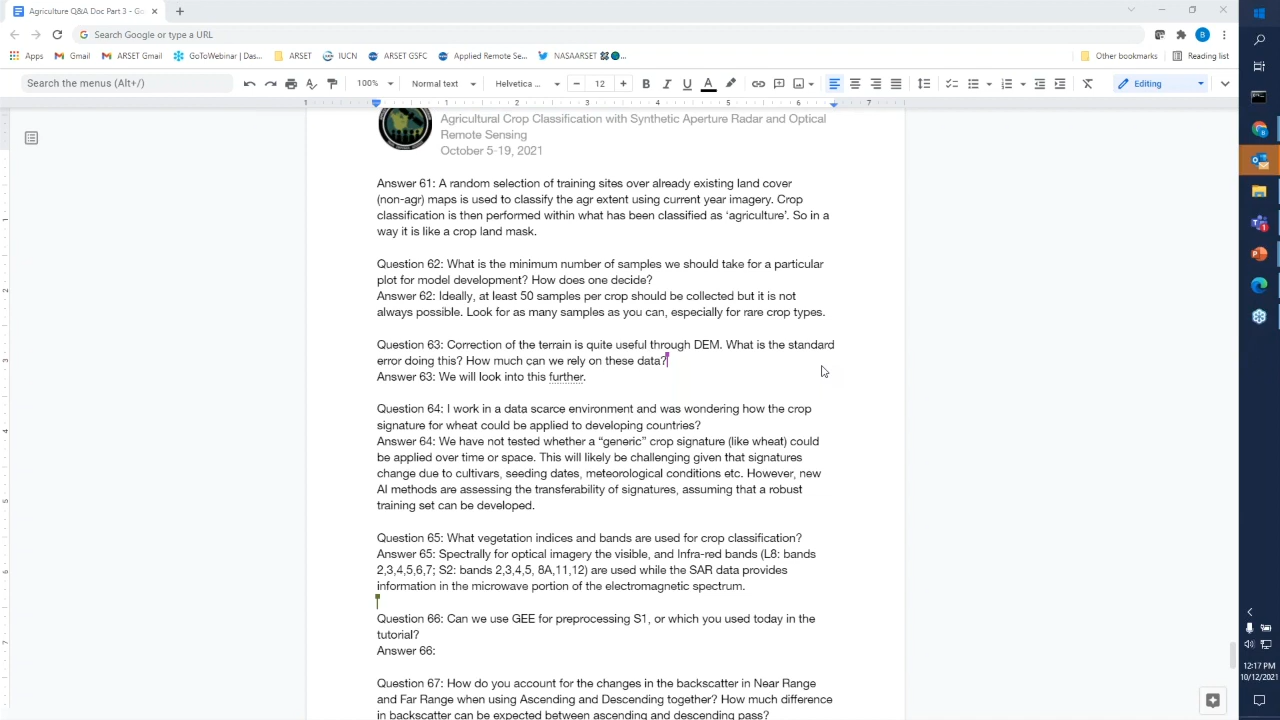 Agriculture Q&A Doc Part 3 - Go
Search Google or type a URL
B
Apps
Gmail
ARSET Gmail
GoToWebinar | Das...
ARSET
IUCN
ARSET GSFC
Applied Remote Se...
NASAARSET
Other bookmarks
Reading list
Search the menus (Alt+/)
100%
Normal text
Helvetica ...
12
B I U A
Editing
1 1 2 3 4 5 6 7
Agricultural Crop Classification with Synthetic Aperture Radar and Optical
Remote Sensing
October 5-19, 2021
Answer 61: A random selection of training sites over already existing land cover
(non-agr) maps is used to classify the agr extent using current year imagery. Crop
classification is then performed within what has been classified as ‘agriculture’. So in a
way it is like a crop land mask.
Question 62: What is the minimum number of samples we should take for a particular
plot for model development? How does one decide?
Answer 62: Ideally, at least 50 samples per crop should be collected but it is not
always possible. Look for as many samples as you can, especially for rare crop types.
Question 63: Correction of the terrain is quite useful through DEM. What is the standard
error doing this? How much can we rely on these data?
Answer 63: We will look into this further.
Question 64: I work in a data scarce environment and was wondering how the crop
signature for wheat could be applied to developing countries?
Answer 64: We have not tested whether a “generic” crop signature (like wheat) could
be applied over time or space. This will likely be challenging given that signatures
change due to cultivars, seeding dates, meteorological conditions etc. However, new
AI methods are assessing the transferability of signatures, assuming that a robust
training set can be developed.
Question 65: What vegetation indices and bands are used for crop classification?
Answer 65: Spectrally for optical imagery the visible, and Infra-red bands (L8: bands
2,3,4,5,6,7; S2: bands 2,3,4,5, 8A,11,12) are used while the SAR data provides
information in the microwave portion of the electromagnetic spectrum.
Question 66: Can we use GEE for preprocessing S1, or which you used today in the
tutorial?
Answer 66:
Question 67: How do you account for the changes in the backscatter in Near Range
and Far Range when using Ascending and Descending together? How much difference
in backscatter can be expected between ascending and descending pass?
12:17 PM
10/12/2021